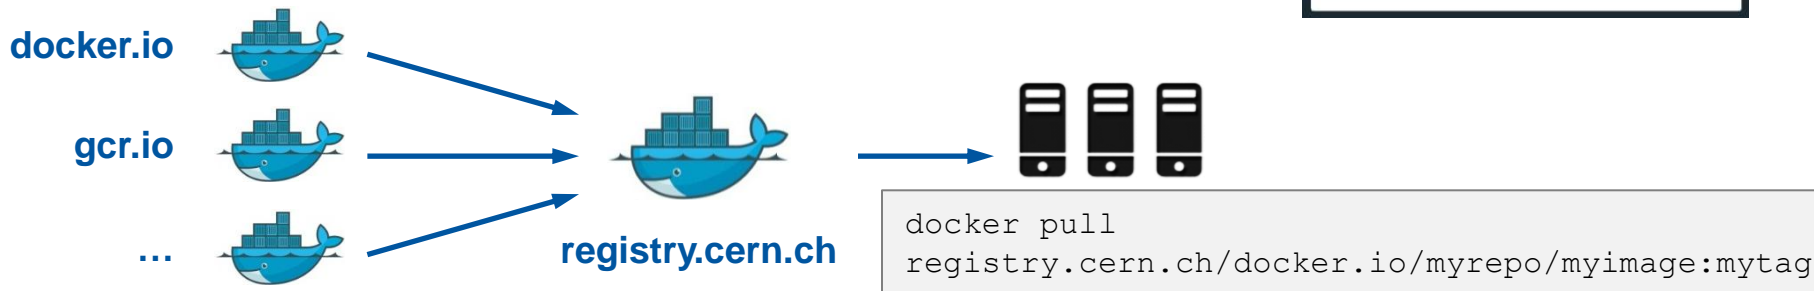 docker.io
gcr.io
...
registry.cern.ch
docker pull
registry.cern.ch/docker.io/myrepo/myimage:mytag